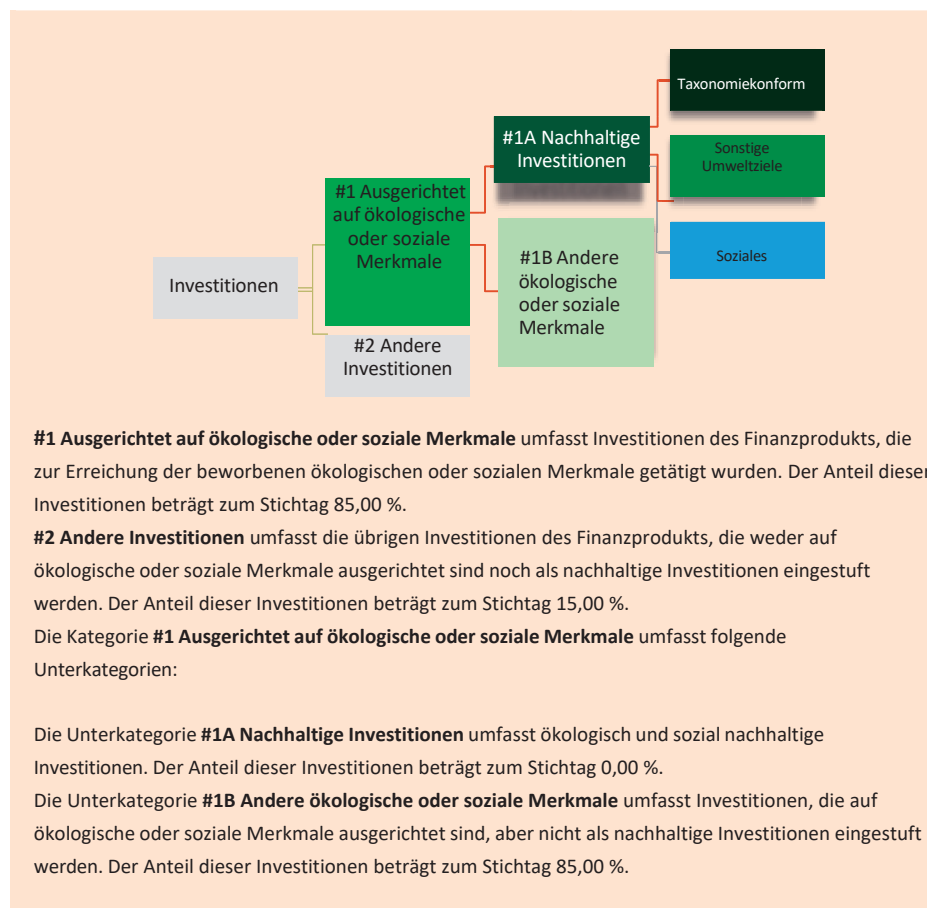 Taxonomiekonform
#1A Nachhaltige
Investitionen
Sonstige
Umweltziele
#1 Ausgerichtet
auf ökologische
oder soziale
Merkmale
#1B Andere
ökologische
oder soziale
Merkmale
Soziales
Investitionen
#2 Andere
Investitionen
#1 Ausgerichtet auf ökologische oder soziale Merkmale umfasst Investitionen des Finanzprodukts, die
zur Erreichung der beworbenen ökologischen oder sozialen Merkmale getätigt wurden. Der Anteil dieser
Investitionen beträgt zum Stichtag 85,00 %.
#2 Andere Investitionen umfasst die übrigen Investitionen des Finanzprodukts, die weder auf
ökologische oder soziale Merkmale ausgerichtet sind noch als nachhaltige Investitionen eingestuft
werden. Der Anteil dieser Investitionen beträgt zum Stichtag 15,00 %.
Die Kategorie #1 Ausgerichtet auf ökologische oder soziale Merkmale umfasst folgende
Unterkategorien:
Die Unterkategorie #1A Nachhaltige Investitionen umfasst ökologisch und sozial nachhaltige
Investitionen. Der Anteil dieser Investitionen beträgt zum Stichtag 0,00 %.
Die Unterkategorie #1B Andere ökologische oder soziale Merkmale umfasst Investitionen, die auf
ökologische oder soziale Merkmale ausgerichtet sind, aber nicht als nachhaltige Investitionen eingestuft
werden. Der Anteil dieser Investitionen beträgt zum Stichtag 85,00 %.